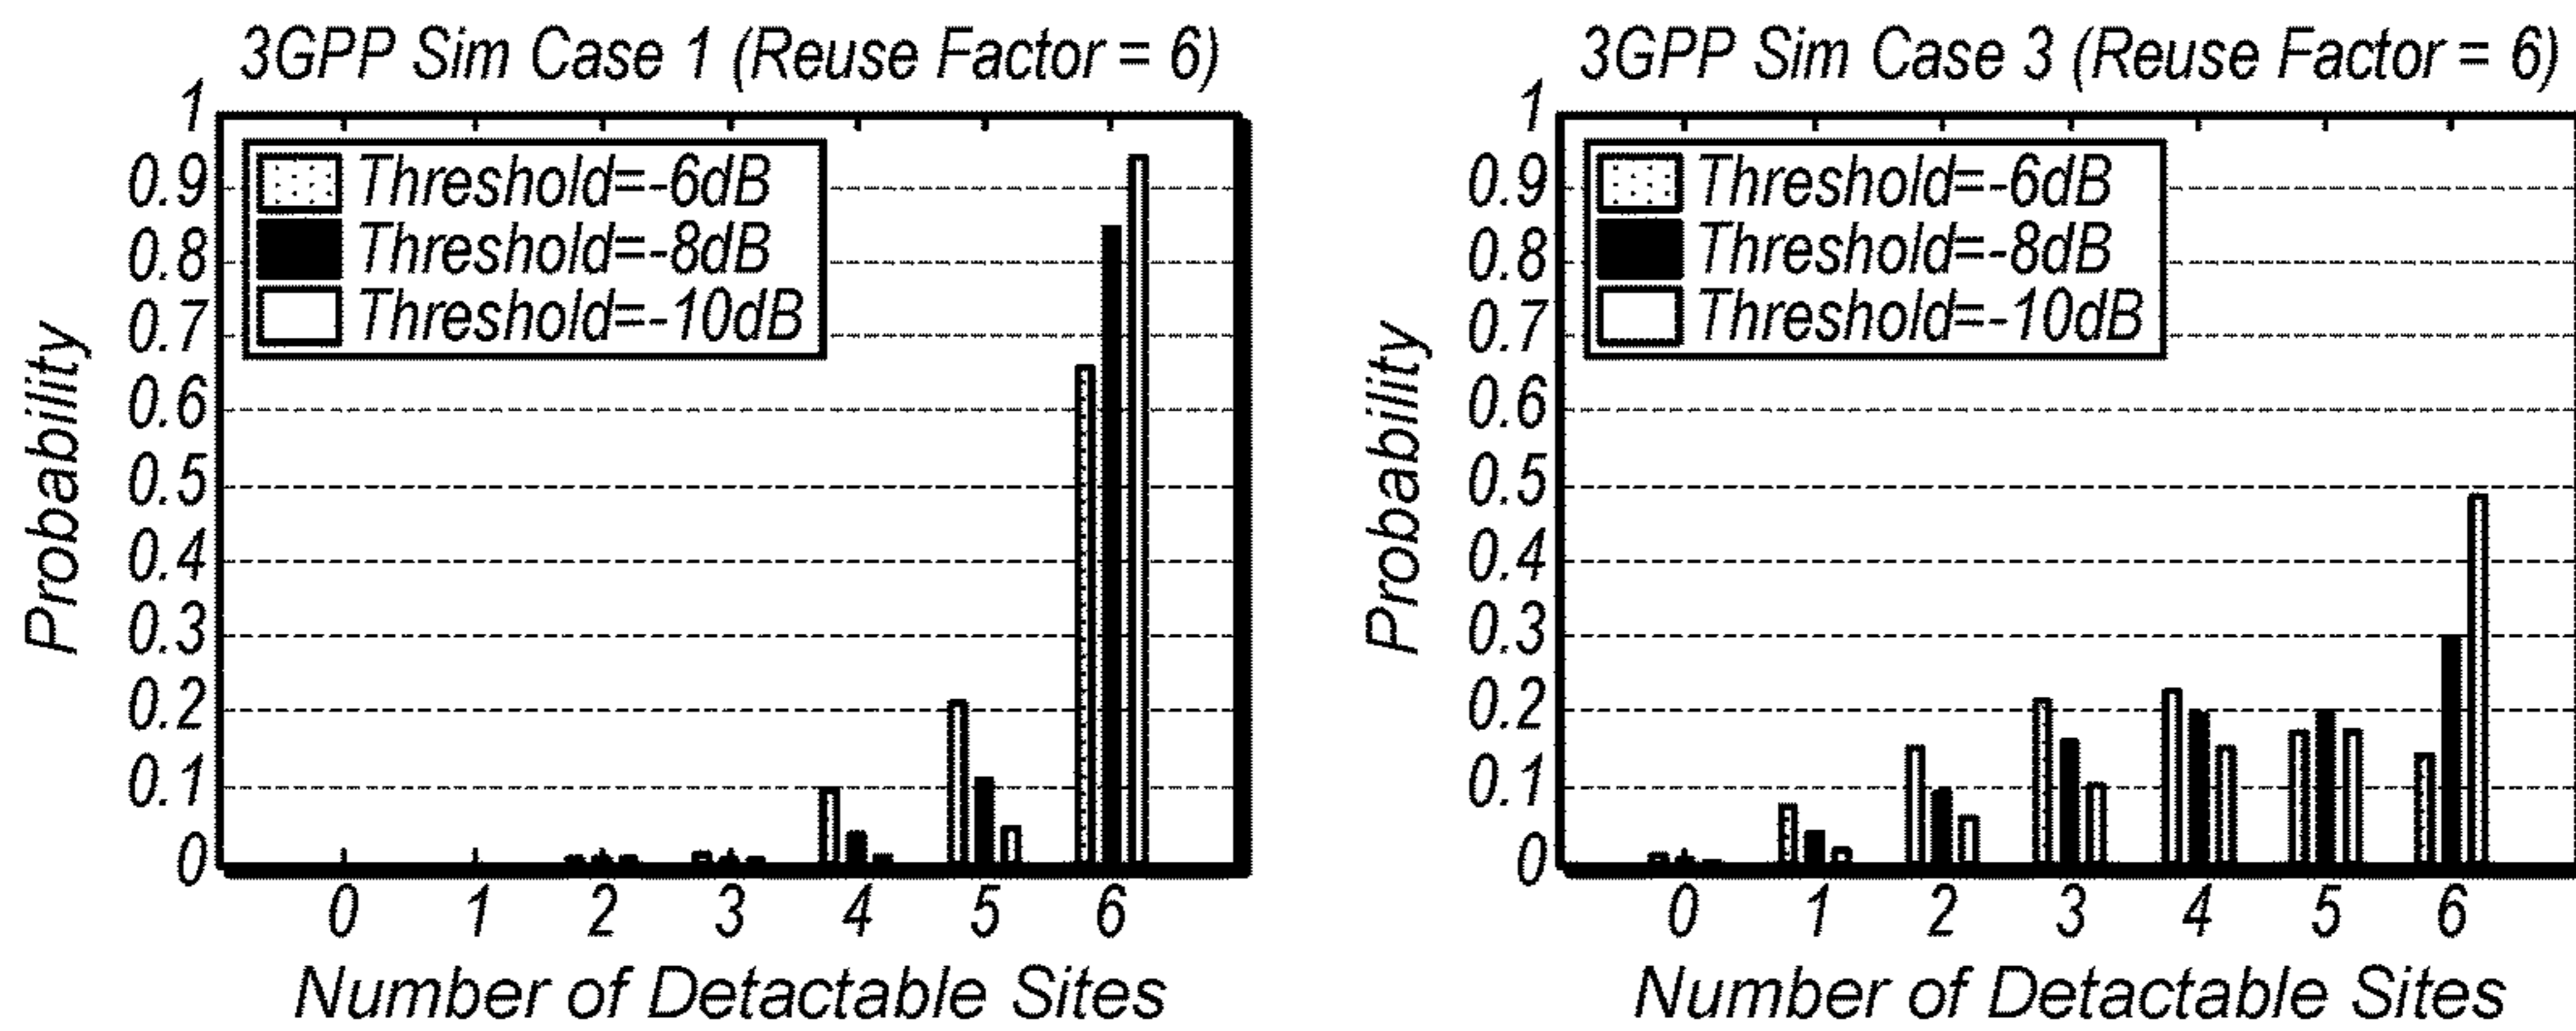 3GPP Sim Case 1 (Reuse Factor = 6)
Probability
1
0.9
0.8
0.7
0.6
0.5
0.4
0.3
0.2
0.1
0
Threshold=-6dB
Threshold=-8dB
Threshold=-10dB
0 1 2 3 4 5 6
Number of Detactable Sites
3GPP Sim Case 3 (Reuse Factor = 6)
Probability
1
0.9
0.8
0.7
0.6
0.5
0.4
0.3
0.2
0.1
0
Threshold=-6dB
Threshold=-8dB
Threshold=-10dB
0 1 2 3 4 5 6
Number of Detactable Sites